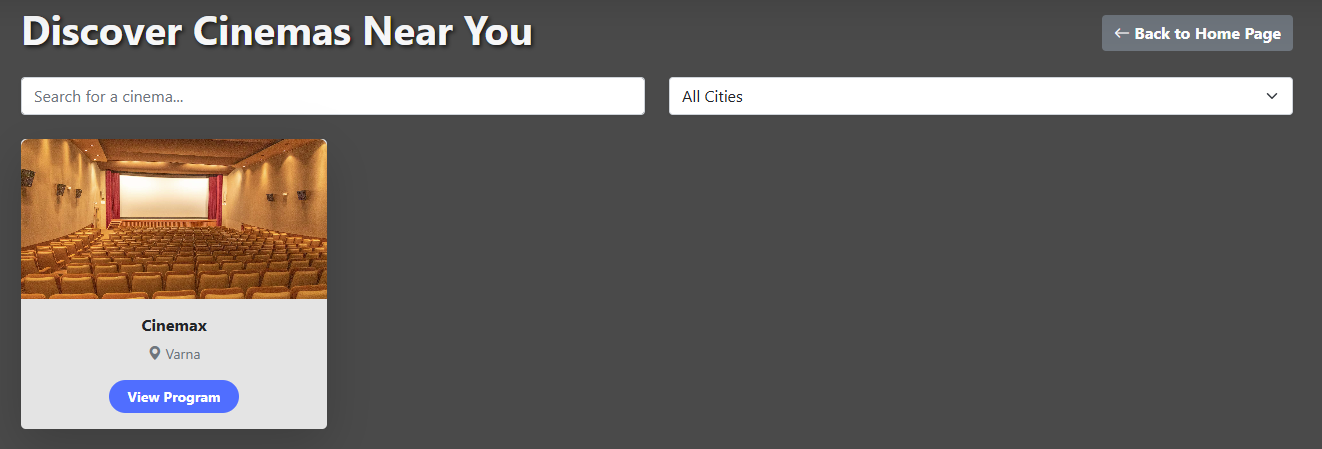 Discover Cinemas Near You
← Back to Home Page
Search for a cinema...
All Cities
Cinemax
Varna
View Program